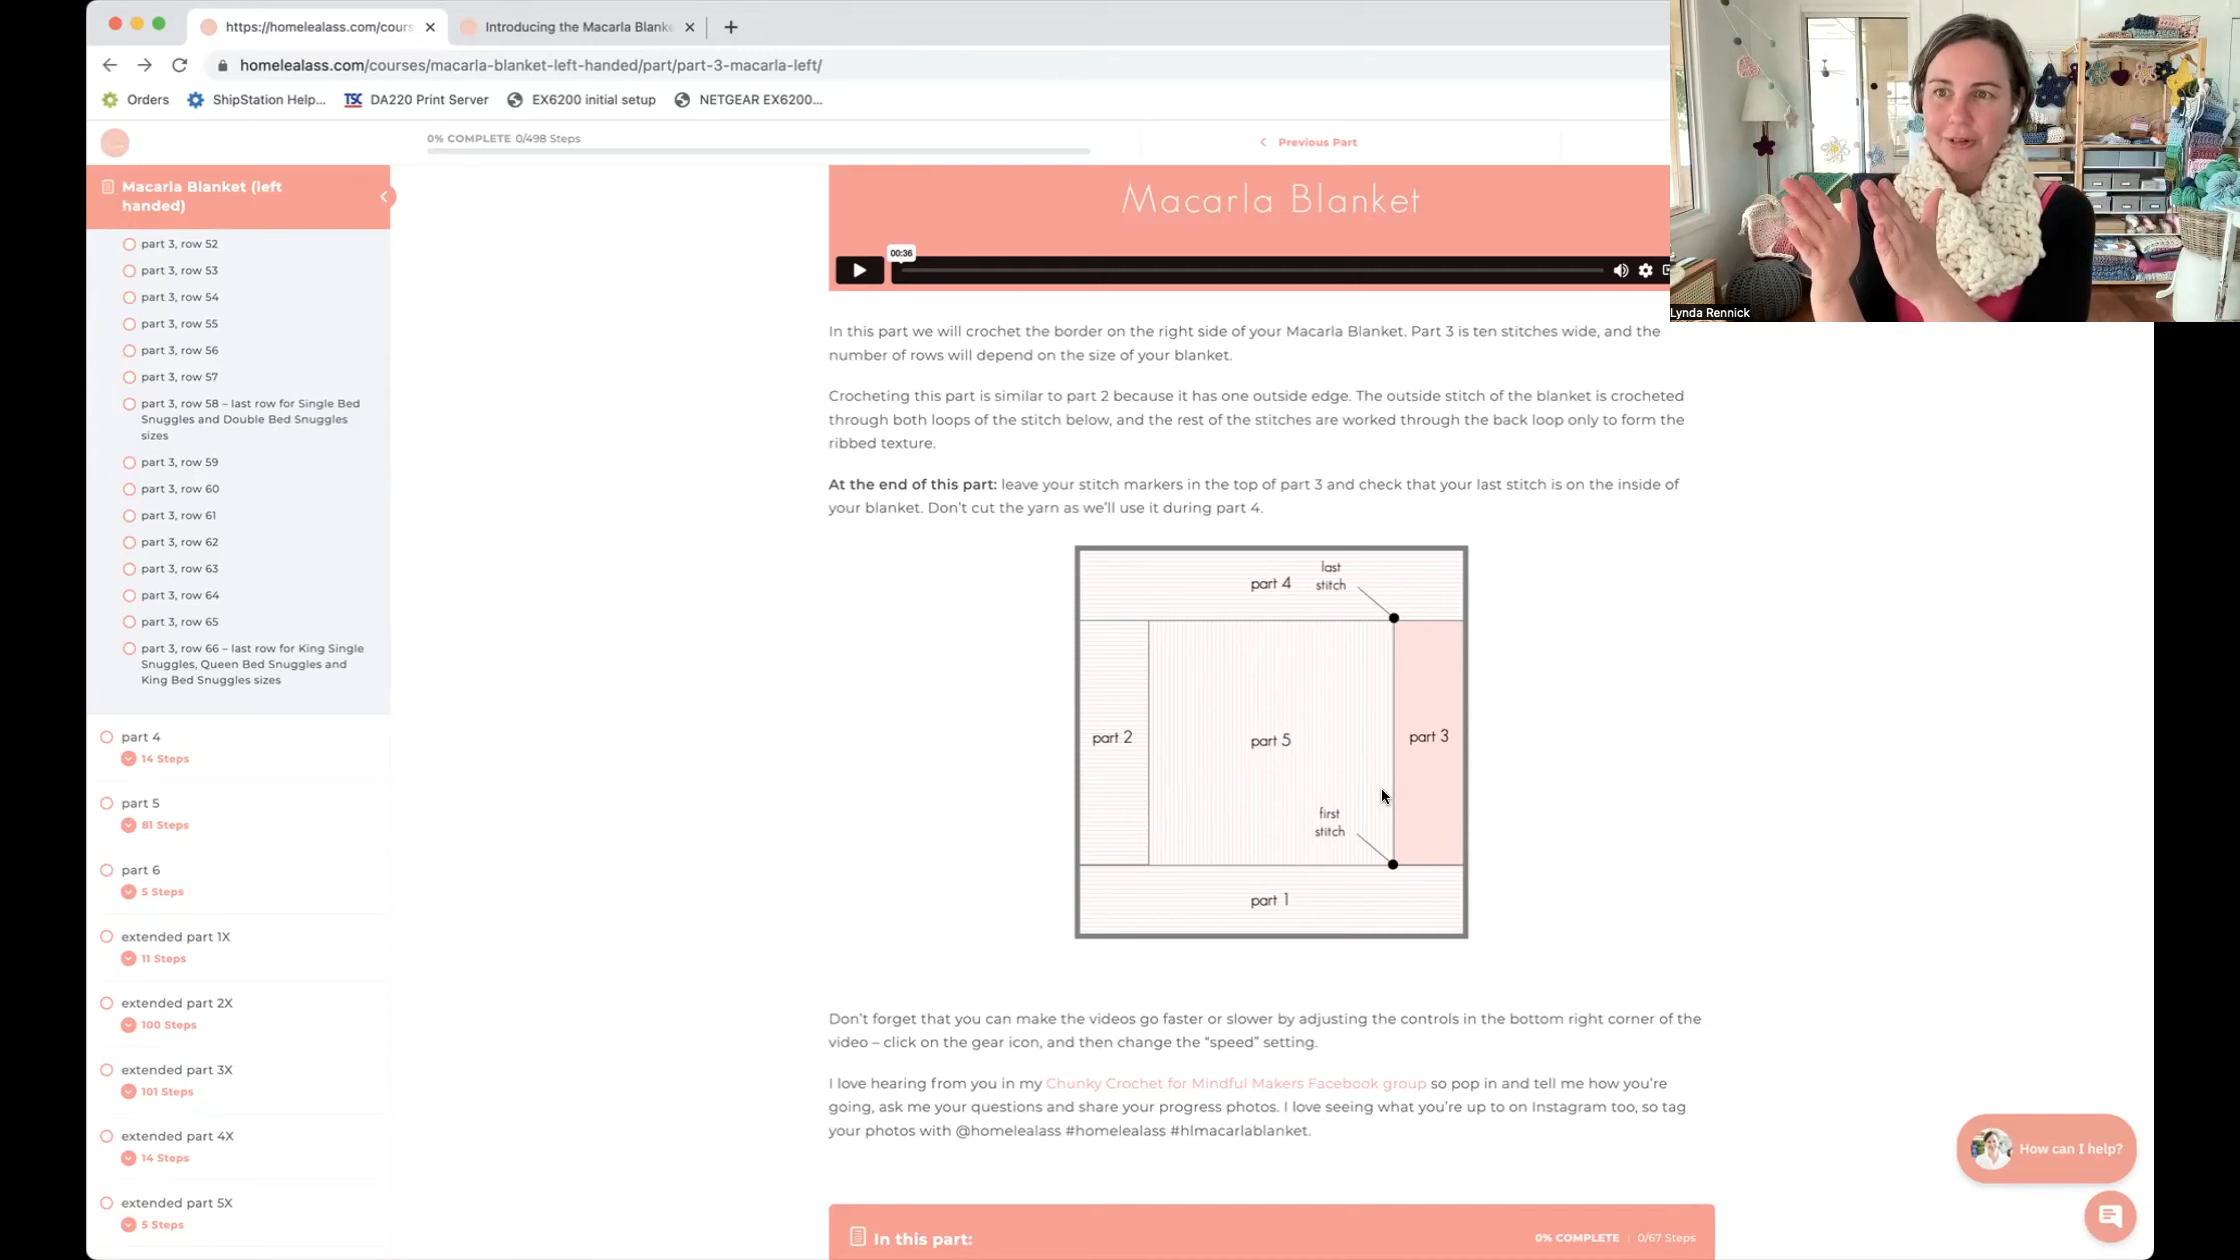 https://homelealass.com/cours
Introducing the Macarla Blanke
homelealass.com/courses/macarla-blanket-left-handed/part/part-3-macarla-left/
Orders
ShipStation Help...
TSC
DA220 Print Server
EX6200 initial setup
NETGEAR EX6200...
0% COMPLETE 0/498 Steps
Previous Part
Macarla Blanket (left
handed)
part 3, row 52
part 3, row 53
part 3, row 54
part 3, row 55
part 3, row 56
part 3, row 57
part 3, row 58 – last row for Single Bed
Snuggles and Double Bed Snuggles
sizes
part 3, row 59
part 3, row 60
part 3, row 61
part 3, row 62
part 3, row 63
part 3, row 64
part 3, row 65
part 3, row 66 – last row for King Single
Snuggles, Queen Bed Snuggles and
King Bed Snuggles sizes
part 4
14 Steps
part 5
81 Steps
part 6
5 Steps
extended part 1X
11 Steps
extended part 2X
100 Steps
extended part 3X
101 Steps
extended part 4X
14 Steps
extended part 5X
5 Steps
Macarla Blanket
00:36
Lynda Rennick
In this part we will crochet the border on the right side of your Macarla Blanket. Part 3 is ten stitches wide, and the
number of rows will depend on the size of your blanket.
Crocheting this part is similar to part 2 because it has one outside edge. The outside stitch of the blanket is crocheted
through both loops of the stitch below, and the rest of the stitches are worked through the back loop only to form the
ribbed texture.
At the end of this part: leave your stitch markers in the top of part 3 and check that your last stitch is on the inside of
your blanket. Don't cut the yarn as we'll use it during part 4.
last
stitch
part 4
part 2
part 5
part 3
first
stitch
part 1
Don't forget that you can make the videos go faster or slower by adjusting the controls in the bottom right corner of the
video – click on the gear icon, and then change the “speed” setting.
I love hearing from you in my Chunky Crochet for Mindful Makers Facebook group so pop in and tell me how you're
going, ask me your questions and share your progress photos. I love seeing what you're up to on Instagram too, so tag
your photos with @homelealass #homelealass #hlmacarlablanket.
How can I help?
In this part:
0% COMPLETE
0/67 Steps